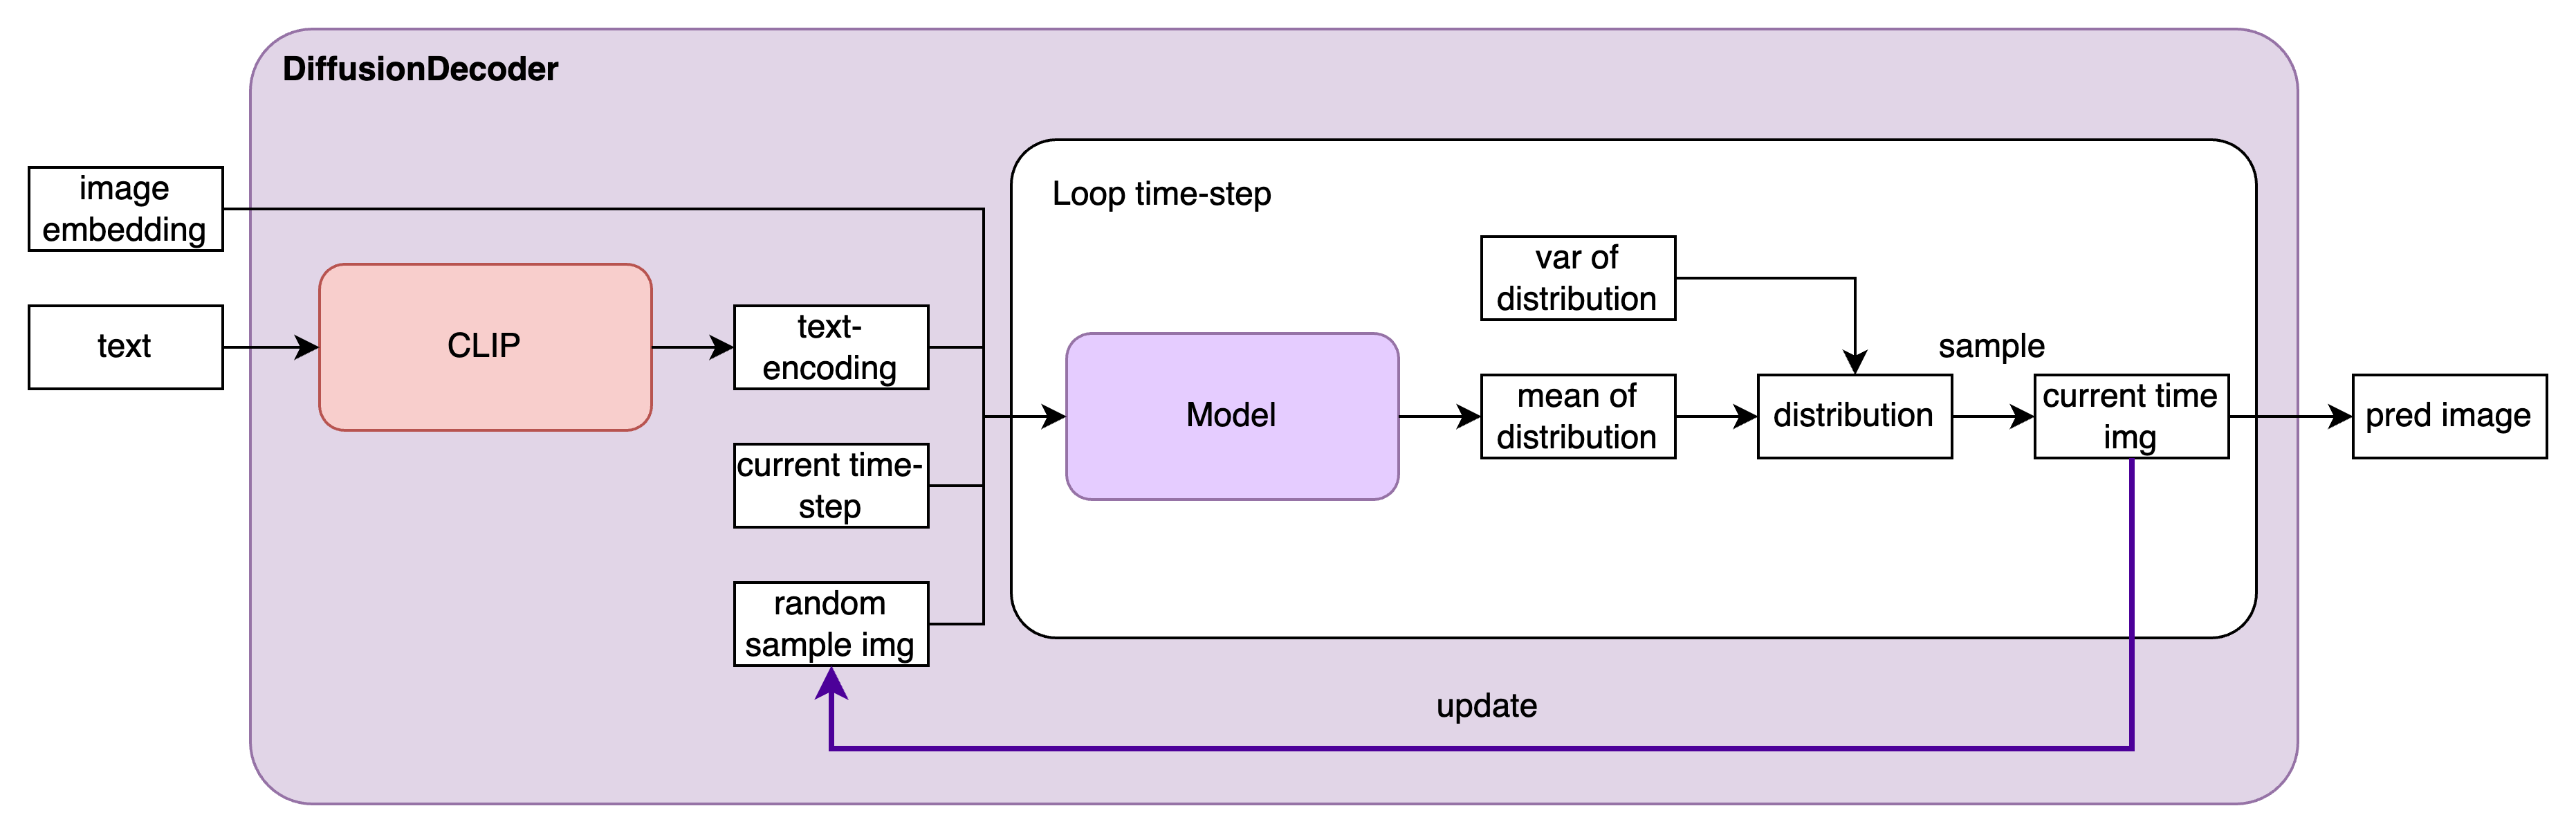 DiffusionDecoder
image
embedding
text
CLIP
text-
encoding
current time-
step
random
sample img
Loop time-step
Model
var of
distribution
mean of
distribution
distribution
sample
current time
img
pred image
update